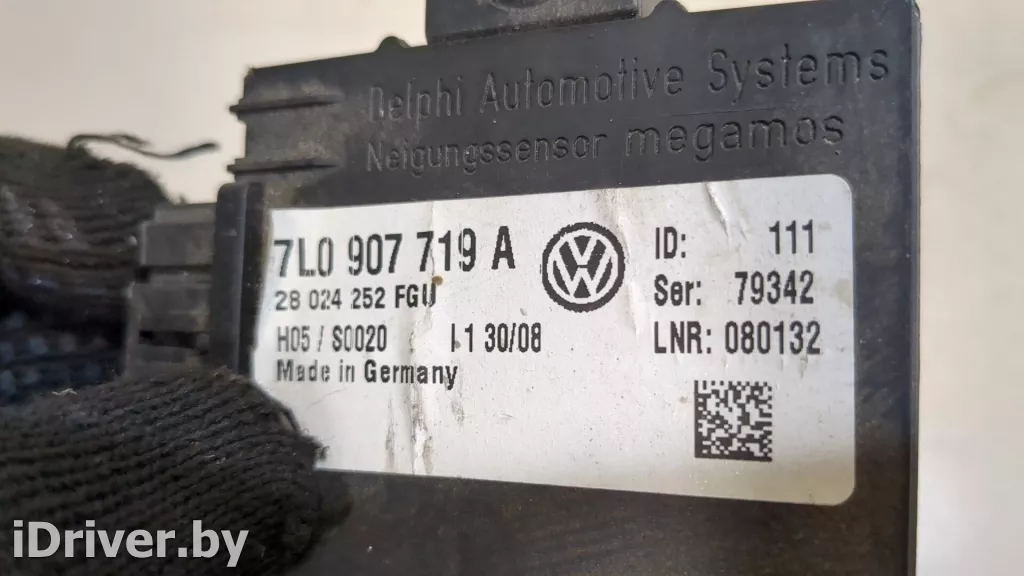 Delphi Automotive Systems
Neigungssensor megamos
7L0 907 719 A
28 024 252 FGU
H05 / S0020 L1 30/08
Made in Germany
ID: 111
Ser: 79342
LNR: 080132
iDriver.by